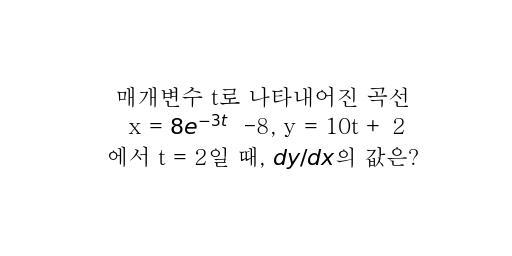 매개변수 t로 나타내어진 곡선
x = 8e⁻³ᵗ -8, y = 10t + 2
에서 t = 2일 때, dy/dx의 값은?